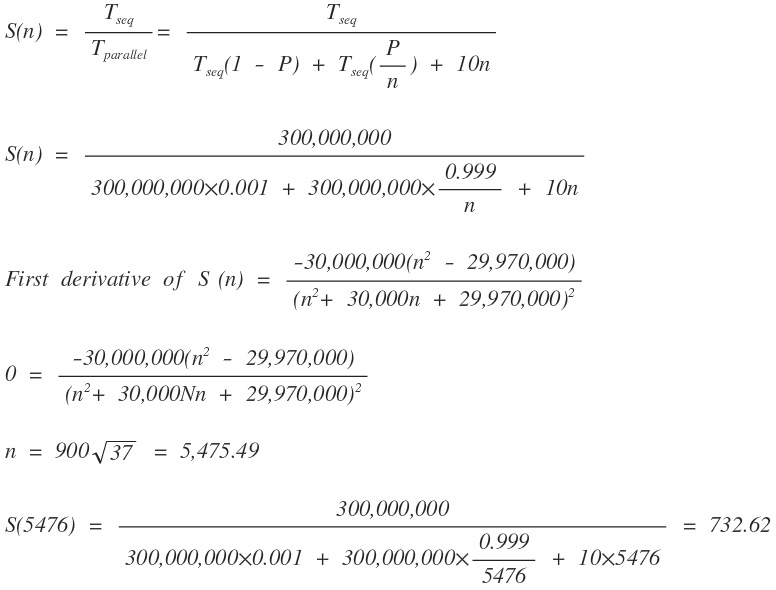 S(n) = T_seq / T_parallel = T_seq / (T_seq(1 - P) + T_seq(P/n) + 10n)
S(n) = 300,000,000 / (300,000,000×0.001 + 300,000,000×0.999/n + 10n)
First derivative of S (n) = -30,000,000(n² - 29,970,000) / (n²+ 30,000n + 29,970,000)²
0 = -30,000,000(n² - 29,970,000) / (n²+ 30,000Nn + 29,970,000)²
n = 900√37 = 5,475.49
S(5476) = 300,000,000 / (300,000,000×0.001 + 300,000,000×0.999/5476 + 10×5476) = 732.62